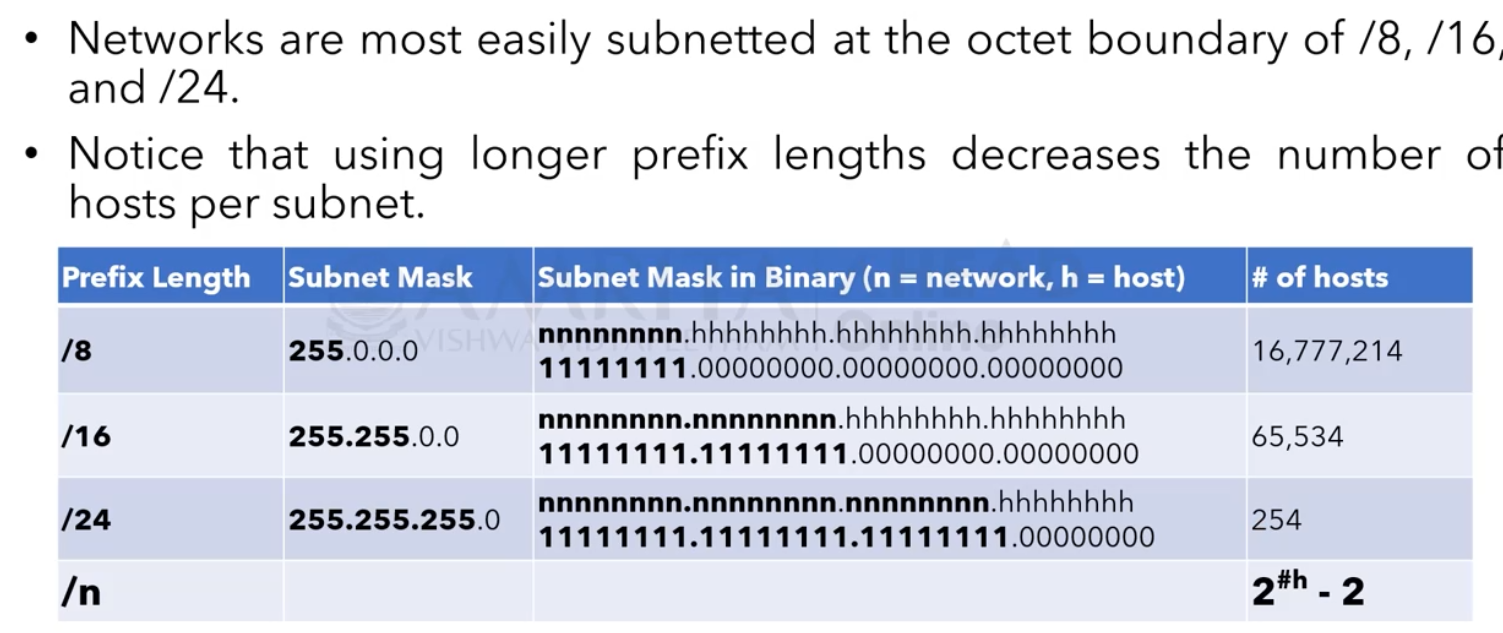 • Networks are most easily subnetted at the octet boundary of /8, /16,
and /24.
• Notice that using longer prefix lengths decreases the number of
hosts per subnet.
Prefix Length Subnet Mask Subnet Mask in Binary (n = network, h = host) # of hosts
/8 255.0.0.0 nnnnnnnn.hhhhhhhh.hhhhhhhh.hhhhhhhh
11111111.00000000.00000000.00000000 16,777,214
/16 255.255.0.0 nnnnnnnn.nnnnnnnn.hhhhhhhh.hhhhhhhh
11111111.11111111.00000000.00000000 65,534
/24 255.255.255.0 nnnnnnnn.nnnnnnnn.nnnnnnnn.hhhhhhhh
11111111.11111111.11111111.00000000 254
/n 2^#h - 2